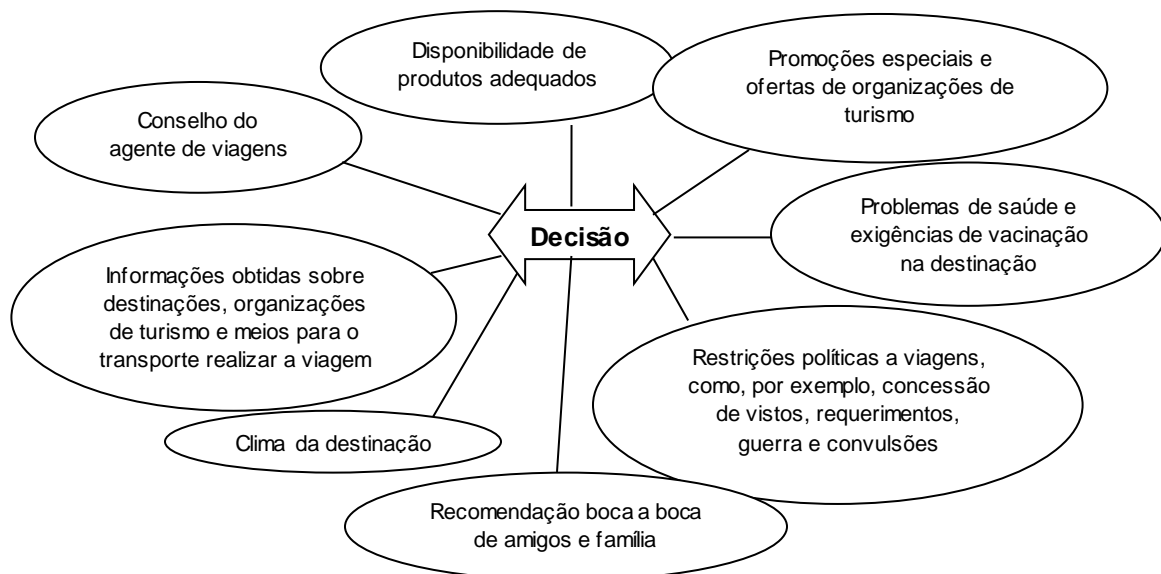 Disponibilidade de
produtos adequados
Promoções especiais e
ofertas de organizações de
turismo
Conselho do
agente de viagens
Problemas de saúde e
exigências de vacinação
na destinação
Decisão
Informações obtidas sobre
destinações, organizações
de turismo e meios para o
transporte realizar a viagem
Restrições políticas a viagens,
como, por exemplo, concessão
de vistos, requerimentos,
guerra e convulsões
Clima da destinação
Recomendação boca a boca
de amigos e família